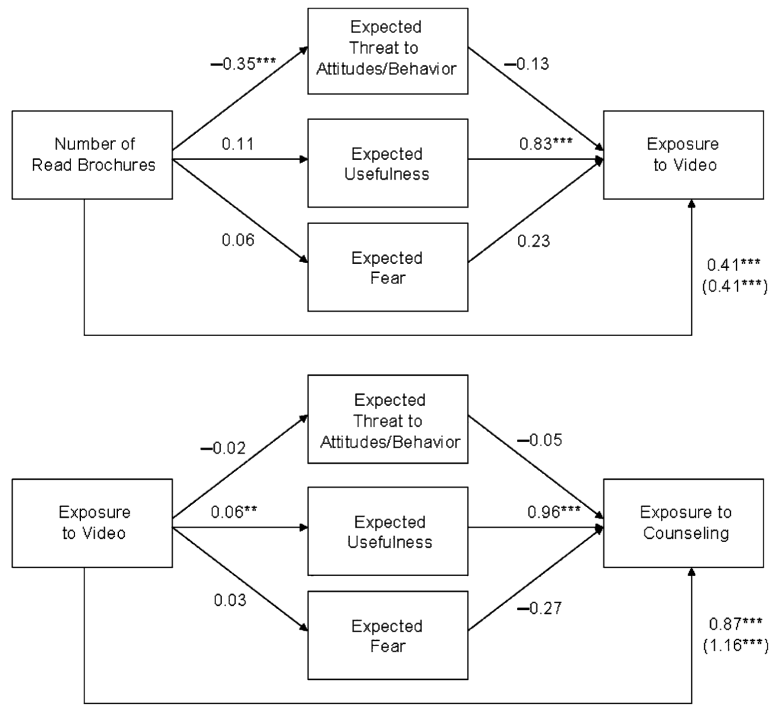 Expected
Threat to
Attitudes/Behavior
−0.35***
−0.13
Number of
Read Brochures
0.11
Expected
Usefulness
0.83***
Exposure
to Video
0.06
Expected
Fear
0.23
0.41***
(0.41***)
Expected
Threat to
Attitudes/Behavior
−0.02
−0.05
Exposure
to Video
0.06**
Expected
Usefulness
0.96***
Exposure to
Counseling
0.03
Expected
Fear
−0.27
0.87***
(1.16***)